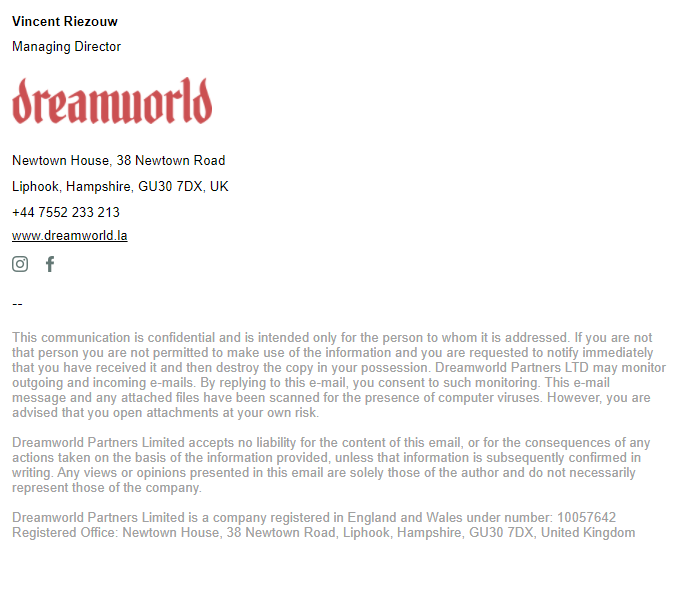 Vincent Riezouw
Managing Director
dreamworld
Newtown House, 38 Newtown Road
Liphook, Hampshire, GU30 7DX, UK
+44 7552 233 213
www.dreamworld.la
--
This communication is confidential and is intended only for the person to whom it is addressed. If you are not
that person you are not permitted to make use of the information and you are requested to notify immediately
that you have received it and then destroy the copy in your possession. Dreamworld Partners LTD may monitor
outgoing and incoming e-mails. By replying to this e-mail, you consent to such monitoring. This e-mail
message and any attached files have been scanned for the presence of computer viruses. However, you are
advised that you open attachments at your own risk.
Dreamworld Partners Limited accepts no liability for the content of this email, or for the consequences of any
actions taken on the basis of the information provided, unless that information is subsequently confirmed in
writing. Any views or opinions presented in this email are solely those of the author and do not necessarily
represent those of the company.
Dreamworld Partners Limited is a company registered in England and Wales under number: 10057642
Registered Office: Newtown House, 38 Newtown Road, Liphook, Hampshire, GU30 7DX, United Kingdom